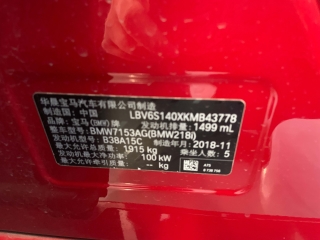 华晨宝马汽车有限公司制造
制造国: 中国 LBV6S140XKMB43778
品牌: 宝马(BMW)牌 发动机排量: 1499 mL
整车型号: BMW7153AG(BMW218i)
发动机型号: B38A15C 制造年月: 2018-11
最大允许总质量: 1915 kg 乘坐人数: 5
发动机最大净功率: 100 kW
-- kg